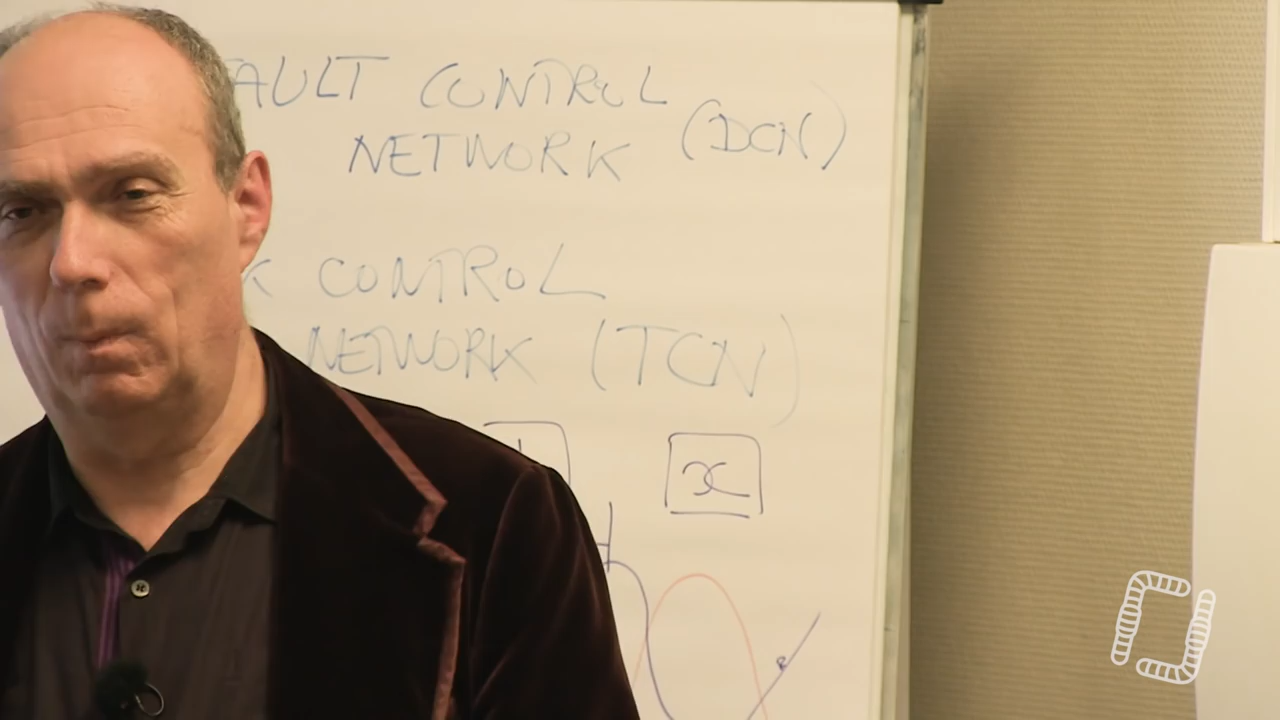 AULT CONTROL
NETWORK (DCN)
K CONTROL
NETWORK (TCN)
x